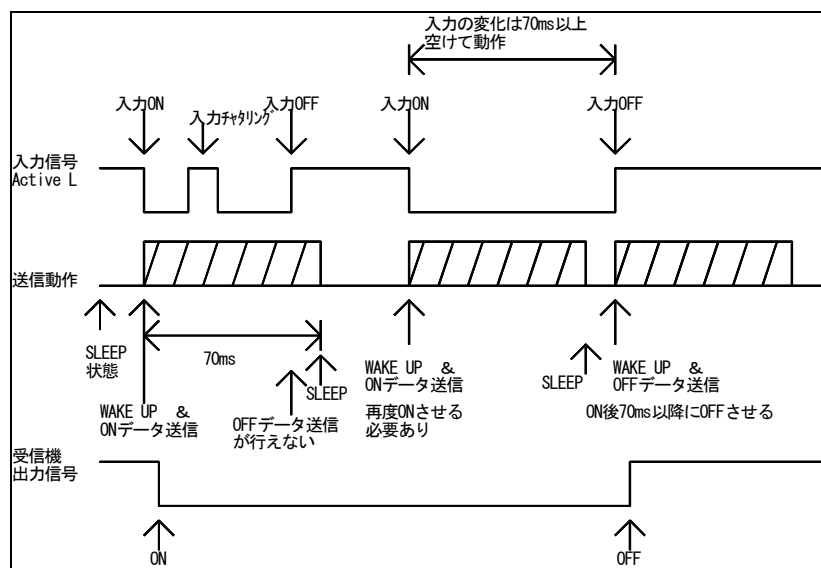 入力の変化は70ms以上
空けて動作
入力ON
入力ﾁｬﾀﾘﾝｸﾞ
入力OFF
入力ON
入力OFF
入力信号
Active L
送信動作
SLEEP
状態
70ms
WAKE UP &
ONデータ送信
OFFデータ送信
が行えない
SLEEP
WAKE UP &
ONデータ送信
再度ONさせる
必要あり
SLEEP
WAKE UP &
OFFデータ送信
ON後70ms以降にOFFさせる
受信機
出力信号
ON
OFF